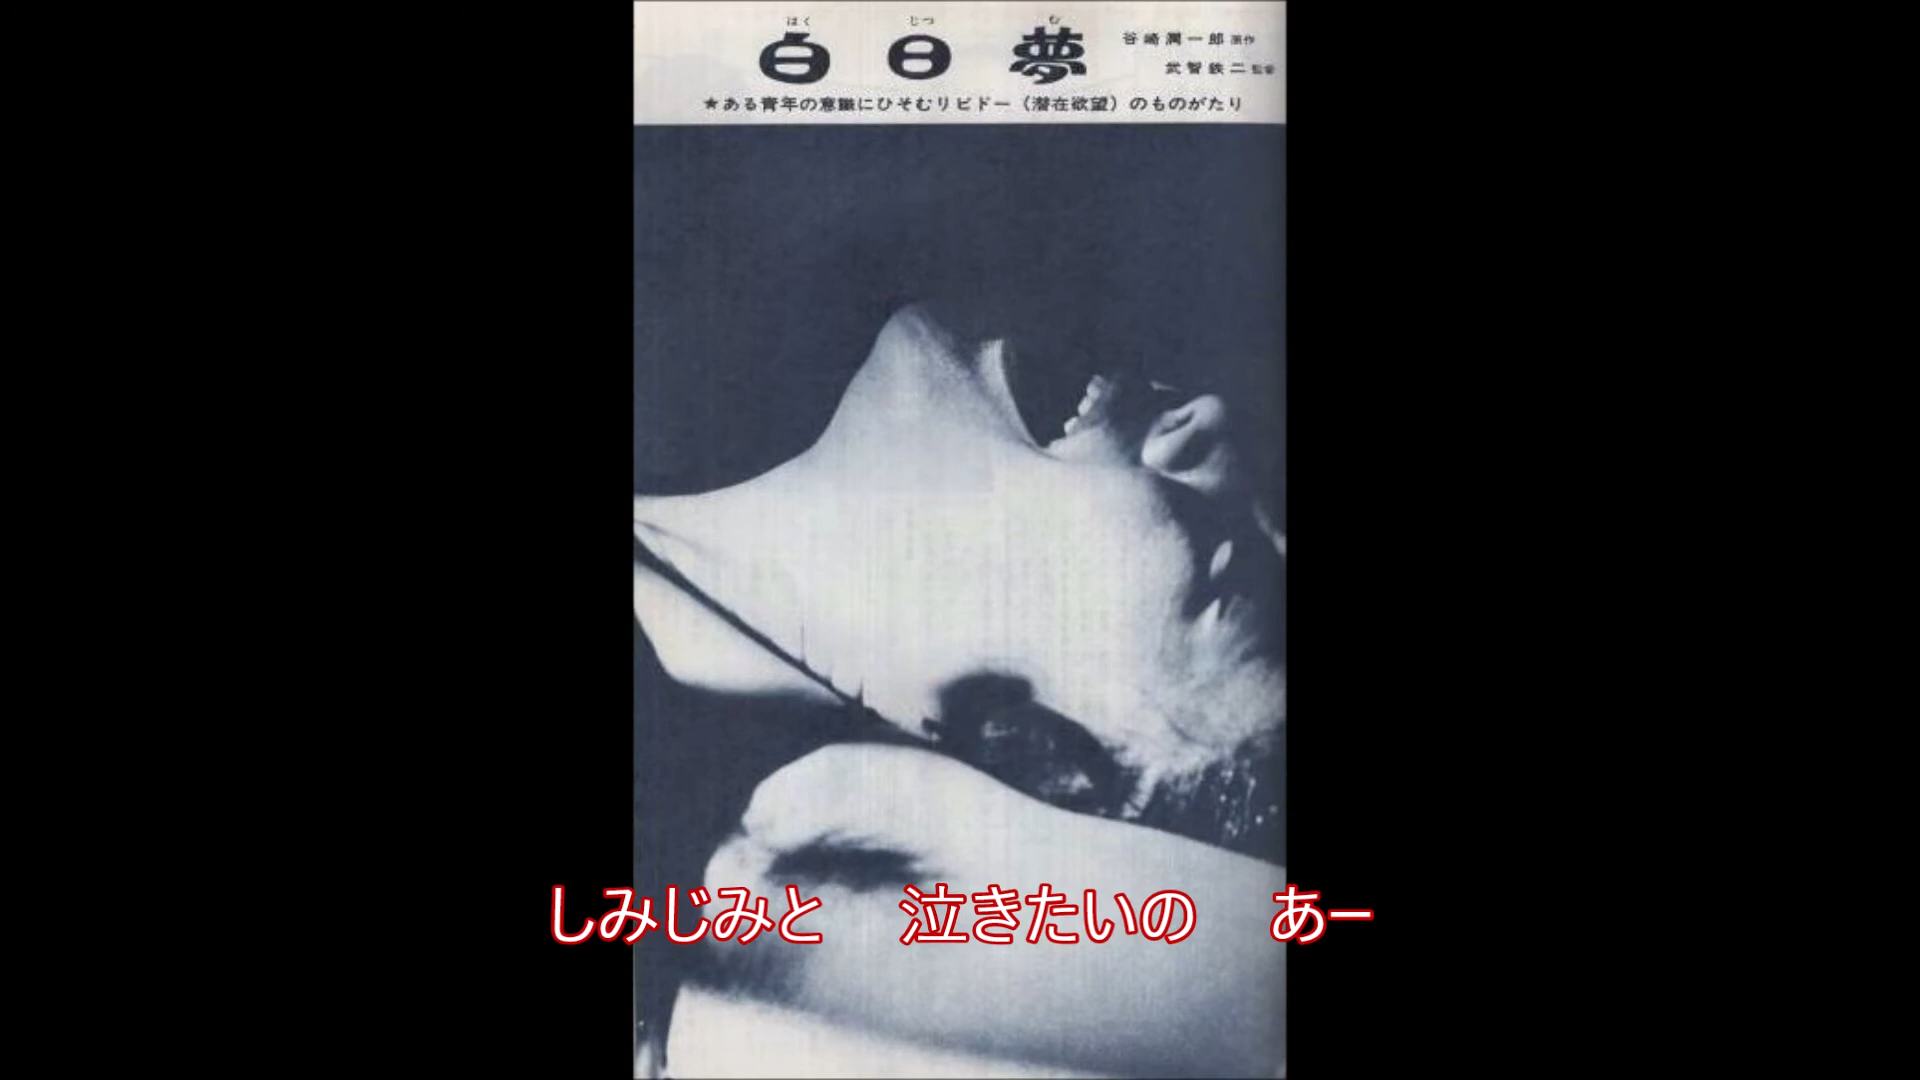 はく じつ む
白日夢
谷崎潤一郎 原作
武智鉄二 監督
★ある青年の意識にひそむリビドー（潜在欲望）のものがたり
しみじみと 泣きたいの あー